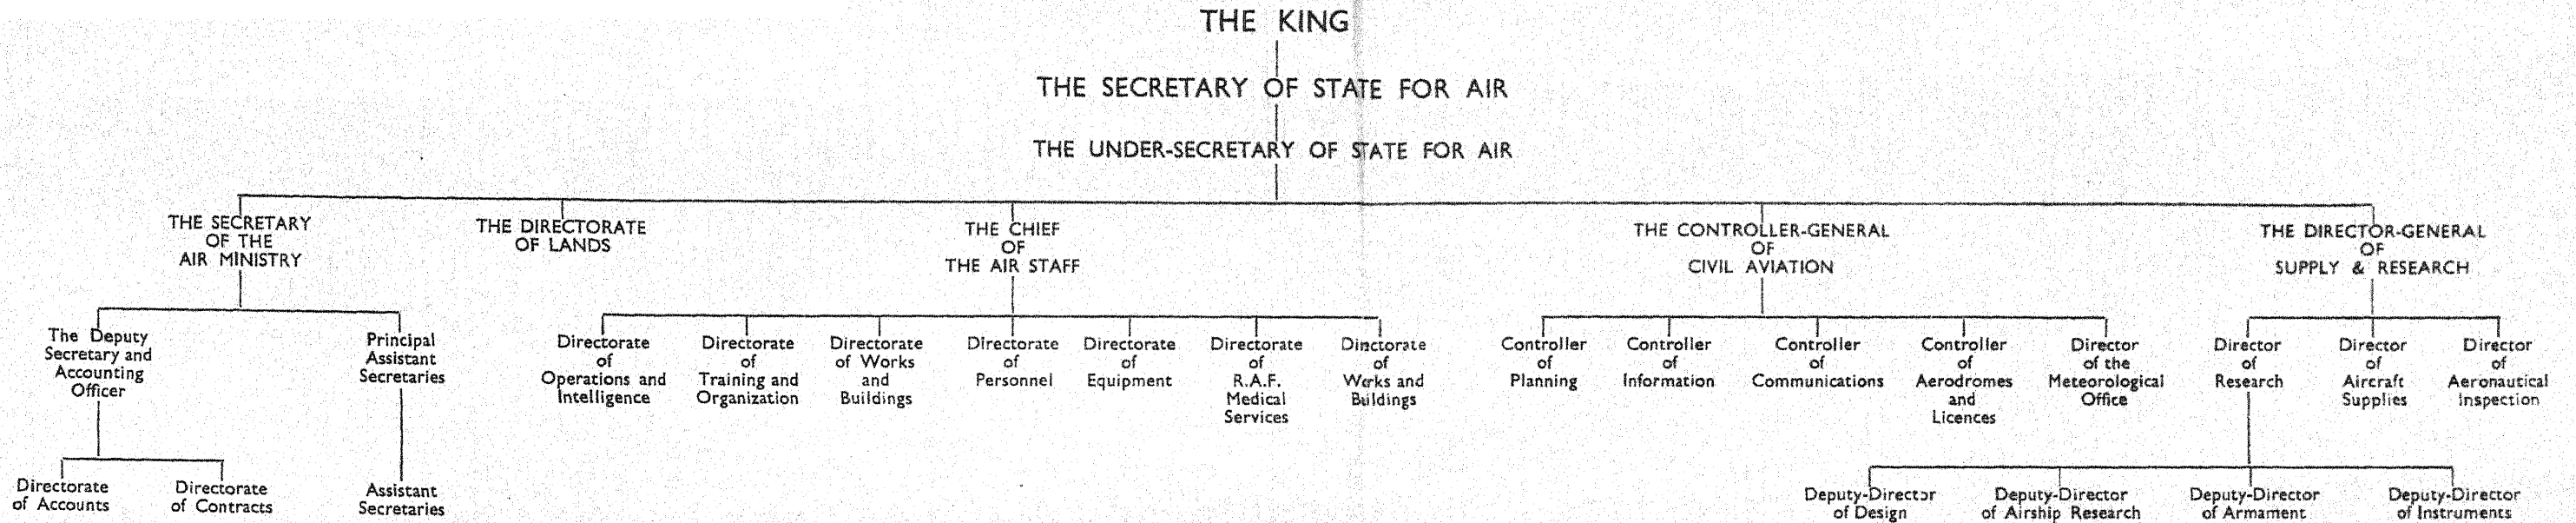 THE KING
THE SECRETARY OF STATE FOR AIR
THE UNDER-SECRETARY OF STATE FOR AIR
THE SECRETARY
OF THE
AIR MINISTRY
THE DIRECTORATE
OF LANDS
THE CHIEF
OF
THE AIR STAFF
THE CONTROLLER-GENERAL
OF
CIVIL AVIATION
THE DIRECTOR-GENERAL
OF
SUPPLY & RESEARCH
The Deputy
Secretary and
Accounting
Officer
Principal
Assistant
Secretaries
Directorate
of
Operations and
Intelligence
Directorate
of
Training and
Organization
Directorate
of Works
and
Buildings
Directorate
of
Personnel
Directorate
of
Equipment
Directorate
of
R.A.F.
Medical
Services
Directorate
of
Works and
Buildings
Controller
of
Planning
Controller
of
Information
Controller
of
Communications
Controller
of
Aerodromes
and
Licences
Director
of the
Meteorological
Office
Director
of
Research
Director
of
Aircraft
Supplies
Director
of
Aeronautical
Inspection
Directorate
of Accounts
Directorate
of Contracts
Assistant
Secretaries
Deputy-Director
of Design
Deputy-Director
of Airship Research
Deputy-Director
of Armament
Deputy-Director
of Instruments